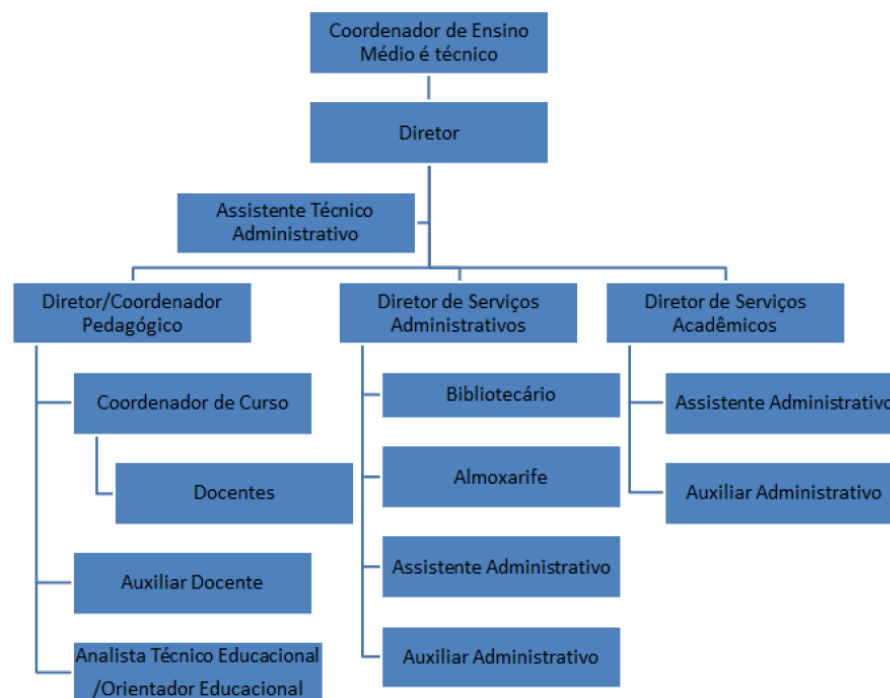 Coordenador de Ensino
Médio é técnico
Diretor
Assistente Técnico
Administrativo
Diretor/Coordenador
Pedagógico
Coordenador de Curso
Docentes
Auxiliar Docente
Analista Técnico Educacional
/Orientador Educacional
Diretor de Serviços
Administrativos
Bibliotecário
Almoxarife
Assistente Administrativo
Auxiliar Administrativo
Diretor de Serviços
Acadêmicos
Assistente Administrativo
Auxiliar Administrativo